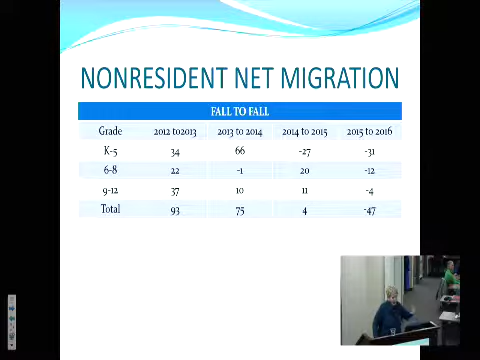 NONRESIDENT NET MIGRATION
FALL TO FALL
Grade 2012 to2013 2013 to 2014 2014 to 2015 2015 to 2016
K-5 34 66 -27 -31
6-8 22 -1 20 -12
9-12 37 10 11 -4
Total 93 75 4 -47